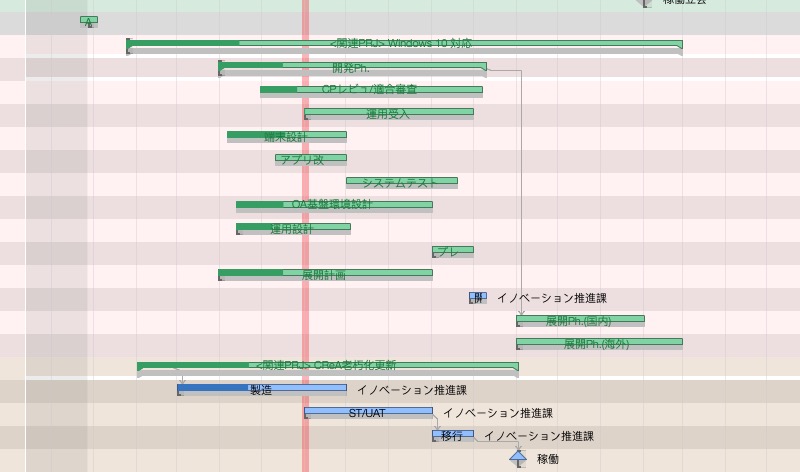 稼働立会
A
<関連PRJ> Windows 10 対応
開発Ph.
CPレビュ/適合審査
運用受入
端末設計
アプリ改
システムテスト
OA基盤環境設計
運用設計
プレ
展開計画
イノベーション推進課
展開Ph.(国内)
展開Ph.(海外)
<関連PRJ> CReA老朽化更新
製造 イノベーション推進課
ST/UAT イノベーション推進課
移行 イノベーション推進課
稼働